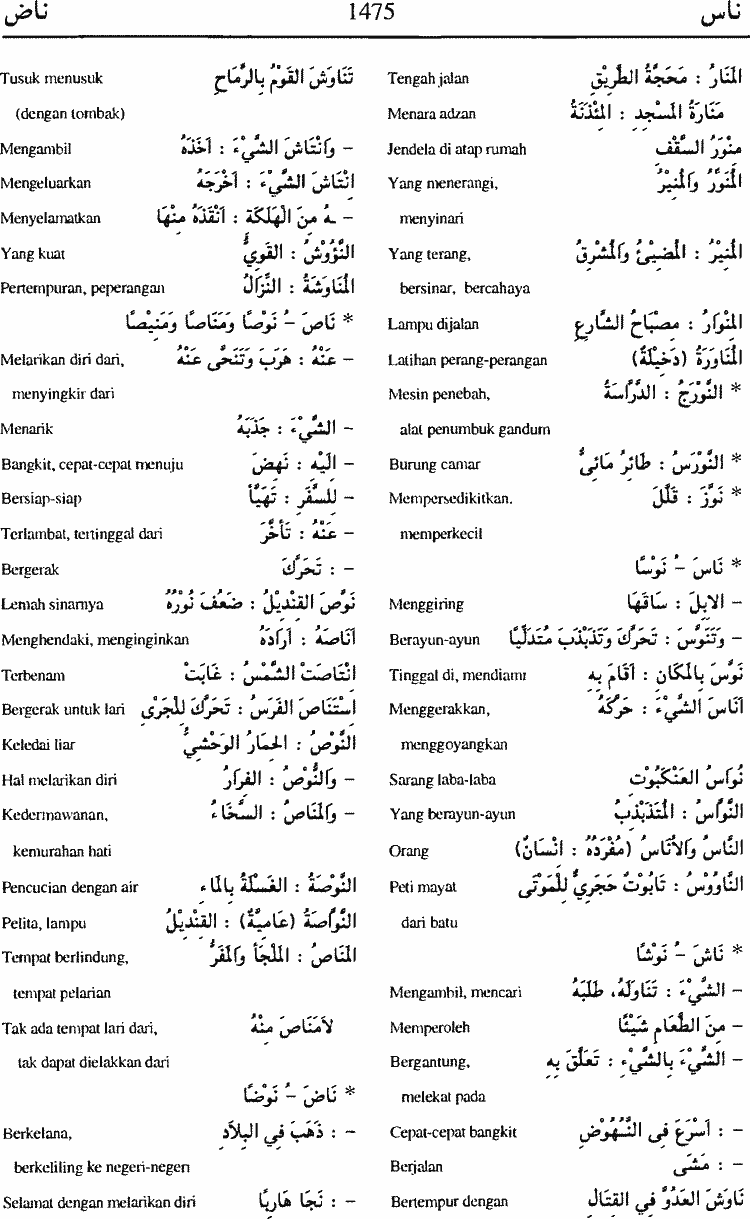 ناس 1475 ناض
المَنَارُ : مَحَجَّةُ الطَّرِيْقِ Tengah jalan
مَنَارَةُ الْمَسْجِدِ : المِئْذَنَةُ Menara adzan
مِنْوَرُ السَّقْفِ Jendela di atap rumah
المُنَوِّرُ وَالمُنِيْرُ Yang menerangi,
menyinari
المُنِيْرُ : المُضِيْئُ وَالمُشْرِقُ Yang terang,
bersinar, bercahaya
المِنْوَارُ : مِصْبَاحُ الشَّارِعِ Lampu dijalan
المُنَاوَرَةُ (دَخِيْلَةٌ) Latihan perang-perangan
* النَّوْرَجُ : الدَّرَّاسَةُ Mesin penebah,
alat penumbuk gandum
* النَّوْرَسُ : طَائِرُ مَائِىٌّ Burung camar
* نَوَّزَ : قَلَّلَ Mempersedikitkan.
memperkecil
* نَاسَ – ُ نَوْسًا
– الاِبِلَ : سَاقَهَا Menggiring
– وَتَنَوَّسَ : تَحَرَّكَ وَتَذَبْذَبَ مُتَدَلِّيًا Berayun-ayun
نَوَّسَ بِالْمَكَانِ : اَقَامَ بِهِ Tinggal di, mendiami
اَنَاسَ الشَّيْءَ : حَرَّكَهُ Menggerakkan,
menggoyangkan
نُوَاسُ العَنْكَبُوْتِ Sarang laba-laba
النَّوَّاسُ : المُتَذَبْذِبُ Yang berayun-ayun
النَّاسُ وَالاُنَاسُ (مُفْرَدُهُ : اِنْسَانٌ) Orang
النَّاوُوْسُ : تَابُوْتٌ حَجَرِيٌّ لِلْمَوْتَى Peti mayat
dari batu
* نَاشَ – ُ نَوْشًا
– الشَّيْءَ : تَنَاوَلَهُ، طَلَبَهُ Mengambil, mencari
– مِنَ الطَّعَامِ شَيْئًا Memperoleh
– الشَّيْءَ بِالشَّيْءِ : تَعَلَّقَ بِهِ Bergantung,
melekat pada
– : اَسْرَعَ فِى النُّهُوْضِ Cepat-cepat bangkit
– : مَشَى Berjalan
نَاوَشَ العَدُوَّ فِي القِتَالِ Bertempur dengan
تَنَاوَشَ القَوْمُ بِالرِّمَاحِ Tusuk menusuk
(dengan tombak)
– وَاِنْتَاشَ الشَّيْءَ : اَخَذَهُ Mengambil
اِنْتَاشَ الشَّيْءَ : اَخْرَجَهُ Mengeluarkan
– ـهُ مِنَ الْهَلَكَةِ : اَنْقَذَهُ مِنْهَا Menyelamatkan
النَّؤُوْشُ : القَوِيُّ Yang kuat
المُنَاوَشَةُ : النِّزَالُ Pertempuran, peperangan
* نَاصَ – ُ نَوْصًا وَمَنَاصًا وَمَنِيْصًا
– عَنْهُ : هَرَبَ وَتَنَحَّى عَنْهُ Melarikan diri dari,
menyingkir dari
– الشَّيْءَ : جَذَبَهُ Menarik
– اِلَيْهِ : نَهَضَ Bangkit, cepat-cepat menuju
– لِلسَّفَرِ : تَهَيَّأَ Bersiap-siap
– عَنْهُ : تَأَخَّرَ Terlambat, tertinggal dari
– : تَحَرَّكَ Bergerak
نَوَّصَ القِنْدِيْلُ : ضَعُفَ نُوْرُهُ Lemah sinarnya
اَنَاصَهُ : اَرَادَهُ Menghendaki, menginginkan
اِنْتَاصَتْ الشَّمْسُ : غَابَتْ Terbenam
اِسْتَنَاصَ الفَرَسُ : تَحَرَّكَ لِلْجَرْىِ Bergerak untuk lari
النَّوْصُ : الحِمَارُ الوَحْشِيُّ Keledai liar
– وَالنَّوْصُ : الفِرَارُ Hal melarikan diri
– وَالمَنَاصُ : السَّخَاءُ Kedermawanan,
kemurahan hati
النَّوْصَةُ : الغَسْلَةُ بِالمَاءِ Pencucian dengan air
النَّوَّاصَةُ (عَامِيَّةٌ) : القِنْدِيْلُ Pelita, lampu
المَنَاصُ : المَلْجَأُ وَالمَفَرُّ Tempat berlindung,
tempat pelarian
لاَمَنَاصَ مِنْهُ Tak ada tempat lari dari,
tak dapat dielakkan dari
* نَاضَ – ُ نَوْضًا
– : ذَهَبَ فِي البِلاَدِ Berkelana,
berkeliling ke negeri-negeri
– : نَجَا هَارِبًا Selamat dengan melarikan diri